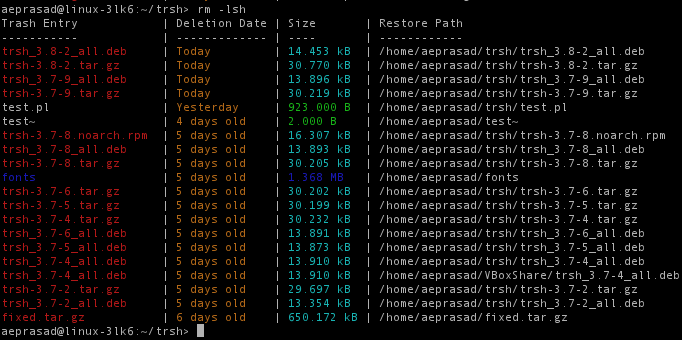 aeprasad@linux-3lk6:~/trsh> rm -lsh
Trash Entry | Deletion Date | Size | Restore Path
----------- | ------------- | ---- | ------------
trsh_3.8-2_all.deb | Today | 14.453 kB | /home/aeprasad/trsh/trsh_3.8-2_all.deb
trsh_3.8-2.tar.gz | Today | 30.770 kB | /home/aeprasad/trsh/trsh_3.8-2.tar.gz
trsh_3.7-9_all.deb | Today | 13.896 kB | /home/aeprasad/trsh/trsh_3.7-9_all.deb
trsh-3.7-9.tar.gz | Today | 30.219 kB | /home/aeprasad/trsh/trsh-3.7-9.tar.gz
test.pl | Yesterday | 923.000 B | /home/aeprasad/trsh/test.pl
test~ | 4 days old | 2.000 B | /home/aeprasad/test~
trsh-3.7-8.noarch.rpm | 5 days old | 16.307 kB | /home/aeprasad/trsh/trsh-3.7-8.noarch.rpm
trsh_3.7-8_all.deb | 5 days old | 13.893 kB | /home/aeprasad/trsh/trsh_3.7-8_all.deb
trsh-3.7-8.tar.gz | 5 days old | 30.205 kB | /home/aeprasad/trsh/trsh-3.7-8.tar.gz
fonts | 5 days old | 1.368 MB | /home/aeprasad/fonts
trsh-3.7-6.tar.gz | 5 days old | 30.202 kB | /home/aeprasad/trsh/trsh-3.7-6.tar.gz
trsh-3.7-5.tar.gz | 5 days old | 30.199 kB | /home/aeprasad/trsh/trsh-3.7-5.tar.gz
trsh-3.7-4.tar.gz | 5 days old | 30.232 kB | /home/aeprasad/trsh/trsh-3.7-4.tar.gz
trsh_3.7-6_all.deb | 5 days old | 13.891 kB | /home/aeprasad/trsh/trsh_3.7-6_all.deb
trsh_3.7-5_all.deb | 5 days old | 13.873 kB | /home/aeprasad/trsh/trsh_3.7-5_all.deb
trsh_3.7-4_all.deb | 5 days old | 13.910 kB | /home/aeprasad/trsh/trsh_3.7-4_all.deb
trsh_3.7-4_all.deb | 5 days old | 13.910 kB | /home/aeprasad/VBoxShare/trsh_3.7-4_all.deb
trsh-3.7-2.tar.gz | 5 days old | 29.697 kB | /home/aeprasad/trsh/trsh-3.7-2.tar.gz
trsh_3.7-2_all.deb | 5 days old | 13.354 kB | /home/aeprasad/trsh/trsh_3.7-2_all.deb
fixed.tar.gz | 6 days old | 650.172 kB | /home/aeprasad/fixed.tar.gz
aeprasad@linux-3lk6:~/trsh>